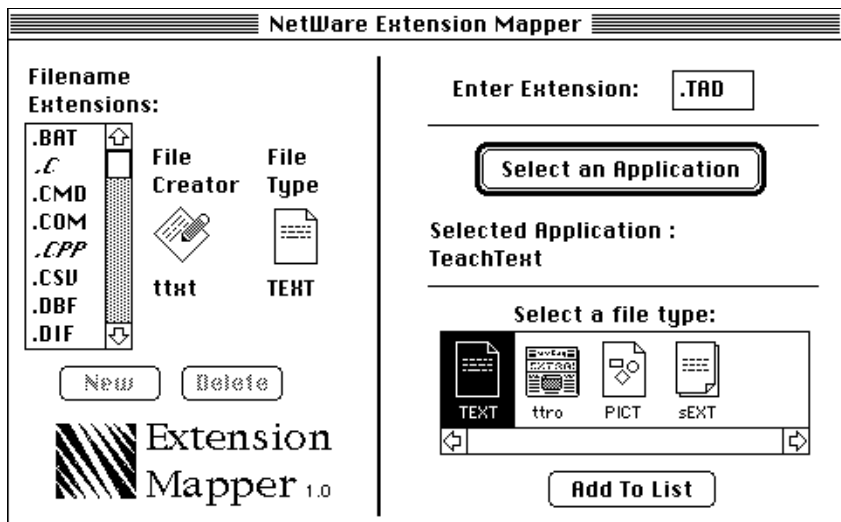 NetWare Extension Mapper
Filename
Extensions:
.BAT
.C
.CMD
.COM
.CPP
.CSV
.DBF
.DIF
File
Creator
File
Type
ttxt
TEXT
New
Delete
Extension
Mapper 1.0
Enter Extension:
.TAD
Select an Application
Selected Application :
TeachText
Select a file type:
EXTRA!
TEXT
ttro
PICT
sEXT
Add To List